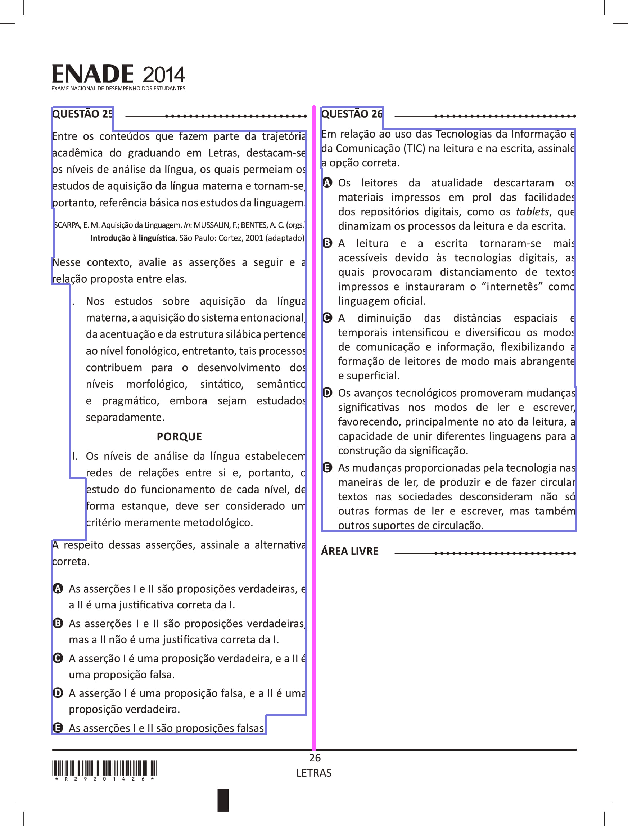 ENADE 2014
EXAME NACIONAL DE DESEMPENHO DOS ESTUDANTES
QUESTÃO 25
Entre os conteúdos que fazem parte da trajetória
acadêmica do graduando em Letras, destacam-se
os níveis de análise da língua, os quais permeiam os
estudos de aquisição da língua materna e tornam-se,
portanto, referência básica nos estudos da linguagem.
SCARPA, E. M. Aquisição da Linguagem. In: MUSSALIN, F.; BENTES, A. C. (orgs.)
Introdução à linguística. São Paulo: Cortez, 2001 (adaptado)
Nesse contexto, avalie as asserções a seguir e a
relação proposta entre elas.
I. Nos estudos sobre aquisição da língua
materna, a aquisição do sistema entonacional,
da acentuação e da estrutura silábica pertence
ao nível fonológico, entretanto, tais processos
contribuem para o desenvolvimento dos
níveis morfológico, sintático, semântico
e pragmático, embora sejam estudados
separadamente.
PORQUE
II. Os níveis de análise da língua estabelecem
redes de relações entre si e, portanto, o
estudo do funcionamento de cada nível, de
forma estanque, deve ser considerado um
critério meramente metodológico.
A respeito dessas asserções, assinale a alternativa
correta.
A As asserções I e II são proposições verdadeiras, e
a II é uma justificativa correta da I.
B As asserções I e II são proposições verdadeiras,
mas a II não é uma justificativa correta da I.
C A asserção I é uma proposição verdadeira, e a II é
uma proposição falsa.
D A asserção I é uma proposição falsa, e a II é uma
proposição verdadeira.
E As asserções I e II são proposições falsas.
QUESTÃO 26
Em relação ao uso das Tecnologias da Informação e
da Comunicação (TIC) na leitura e na escrita, assinale
a opção correta.
A Os leitores da atualidade descartaram os
materiais impressos em prol das facilidades
dos repositórios digitais, como os tablets, que
dinamizam os processos da leitura e da escrita.
B A leitura e a escrita tornaram-se mais
acessíveis devido às tecnologias digitais, as
quais provocaram distanciamento de textos
impressos e instauraram o “internetês” como
linguagem oficial.
C A diminuição das distâncias espaciais e
temporais intensificou e diversificou os modos
de comunicação e informação, flexibilizando a
formação de leitores de modo mais abrangente
e superficial.
D Os avanços tecnológicos promoveram mudanças
significativas nos modos de ler e escrever,
favorecendo, principalmente no ato da leitura, a
capacidade de unir diferentes linguagens para a
construção da significação.
E As mudanças proporcionadas pela tecnologia nas
maneiras de ler, de produzir e de fazer circular
textos nas sociedades desconsideram não só
outras formas de ler e escrever, mas também
outros suportes de circulação.
ÁREA LIVRE
26
LETRAS
*R29201426*